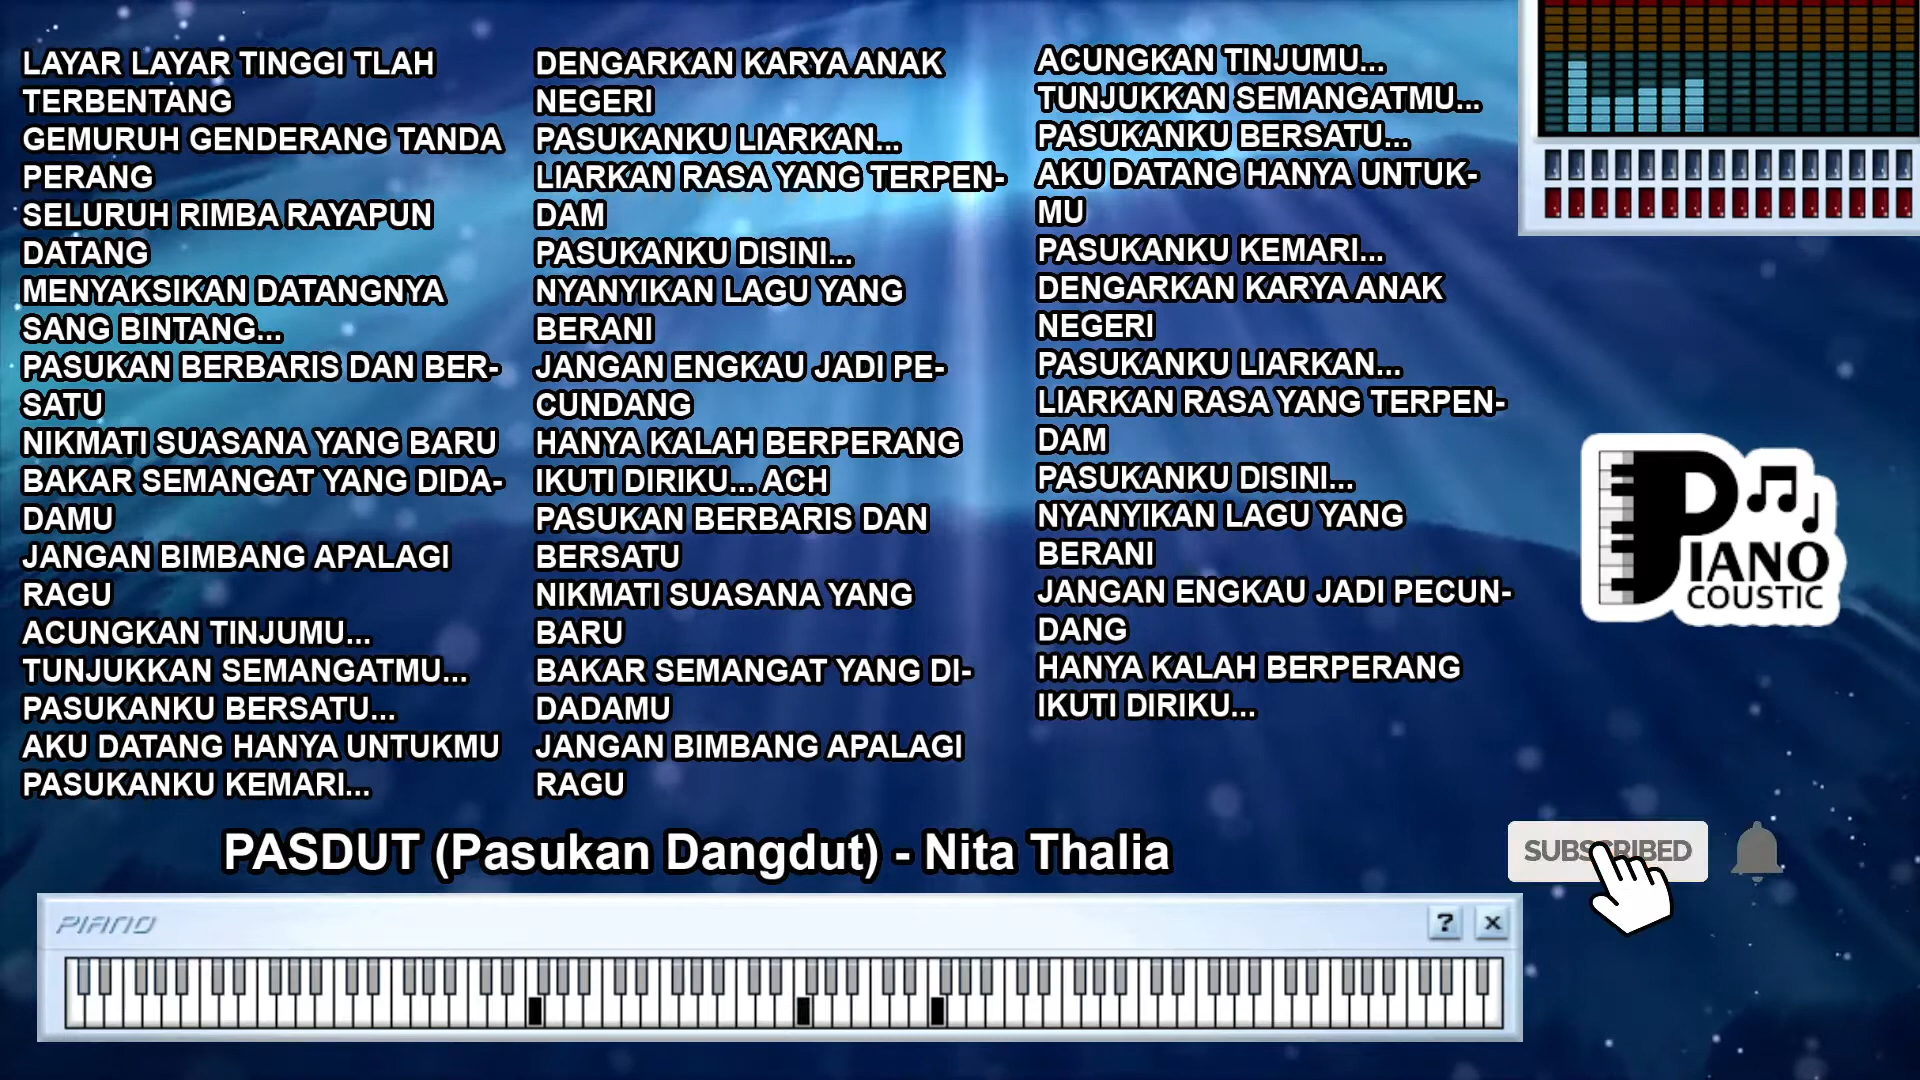 LAYAR LAYAR TINGGI TLAH
TERBENTANG
GEMURUH GENDERANG TANDA
PERANG
SELURUH RIMBA RAYAPUN
DATANG
MENYAKSIKAN DATANGNYA
SANG BINTANG...
PASUKAN BERBARIS DAN BER-
SATU
NIKMATI SUASANA YANG BARU
BAKAR SEMANGAT YANG DIDA-
DAMU
JANGAN BIMBANG APALAGI
RAGU
ACUNGKAN TINJUMU...
TUNJUKKAN SEMANGATMU...
PASUKANKU BERSATU...
AKU DATANG HANYA UNTUKMU
PASUKANKU KEMARI...
DENGARKAN KARYA ANAK
NEGERI
PASUKANKU LIARKAN...
LIARKAN RASA YANG TERPEN-
DAM
PASUKANKU DISINI...
NYANYIKAN LAGU YANG
BERANI
JANGAN ENGKAU JADI PE-
CUNDANG
HANYA KALAH BERPERANG
IKUTI DIRIKU... ACH
PASUKAN BERBARIS DAN
BERSATU
NIKMATI SUASANA YANG
BARU
BAKAR SEMANGAT YANG DI-
DADAMU
JANGAN BIMBANG APALAGI
RAGU
ACUNGKAN TINJUMU...
TUNJUKKAN SEMANGATMU...
PASUKANKU BERSATU...
AKU DATANG HANYA UNTUK-
MU
PASUKANKU KEMARI...
DENGARKAN KARYA ANAK
NEGERI
PASUKANKU LIARKAN...
LIARKAN RASA YANG TERPEN-
DAM
PASUKANKU DISINI...
NYANYIKAN LAGU YANG
BERANI
JANGAN ENGKAU JADI PECUN-
DANG
HANYA KALAH BERPERANG
IKUTI DIRIKU...
PIANO
COUSTIC
PASDUT (Pasukan Dangdut) - Nita Thalia
SUBSCRIBED
PIANO
? ×